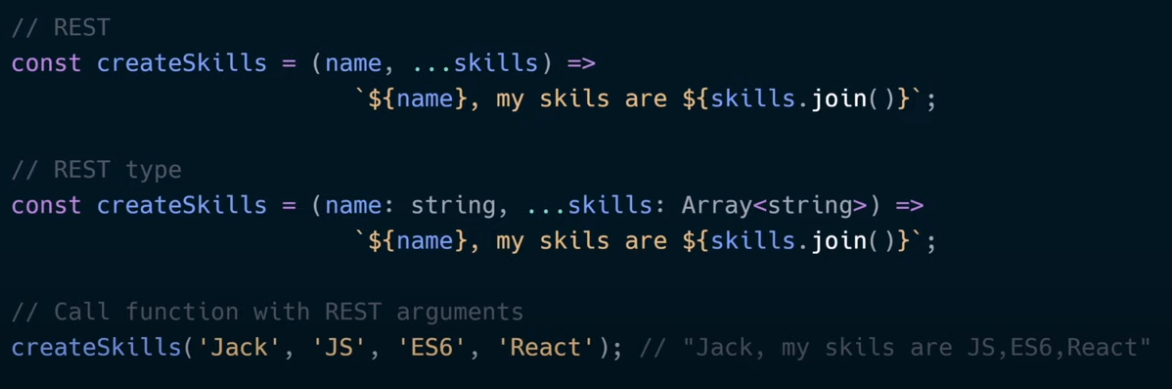 // REST
const createSkills = (name, ...skills) =>
`${name}, my skils are ${skills.join()}`;
// REST type
const createSkills = (name: string, ...skills: Array<string>) =>
`${name}, my skils are ${skills.join()}`;
// Call function with REST arguments
createSkills('Jack', 'JS', 'ES6', 'React'); // "Jack, my skils are JS,ES6,React"